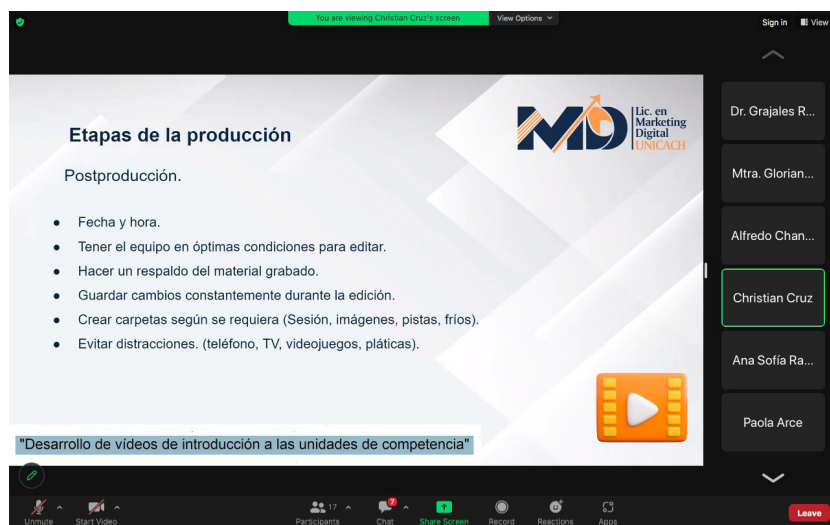 You are viewing Christian Cruz's screen
View Options
Sign in
View
Etapas de la producción
MD
Lic. en
Marketing
Digital
UNICACH
Postproducción.
● Fecha y hora.
● Tener el equipo en óptimas condiciones para editar.
● Hacer un respaldo del material grabado.
● Guardar cambios constantemente durante la edición.
● Crear carpetas según se requiera (Sesión, imágenes, pistas, fríos).
● Evitar distracciones. (teléfono, TV, videojuegos, pláticas).
"Desarrollo de vídeos de introducción a las unidades de competencia"
Dr. Grajales R...
Mtra. Glorian...
Alfredo Chan...
Christian Cruz
Ana Sofía Ra...
Paola Arce
Unmute
Start Video
17
Participants
7
Chat
Share Screen
Record
Reactions
Apps
Leave